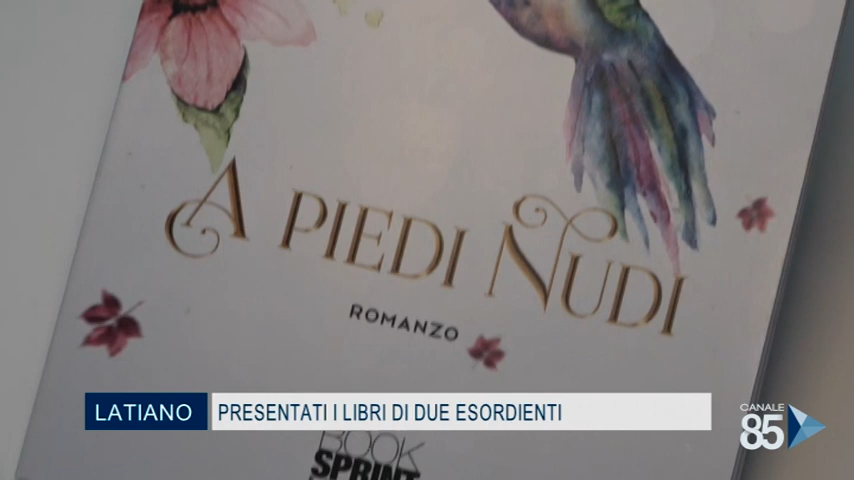 A PIEDI NUDI
ROMANZO
LATIANO PRESENTATI I LIBRI DI DUE ESORDIENTI
CANALE
85
BOOK
SPRINT